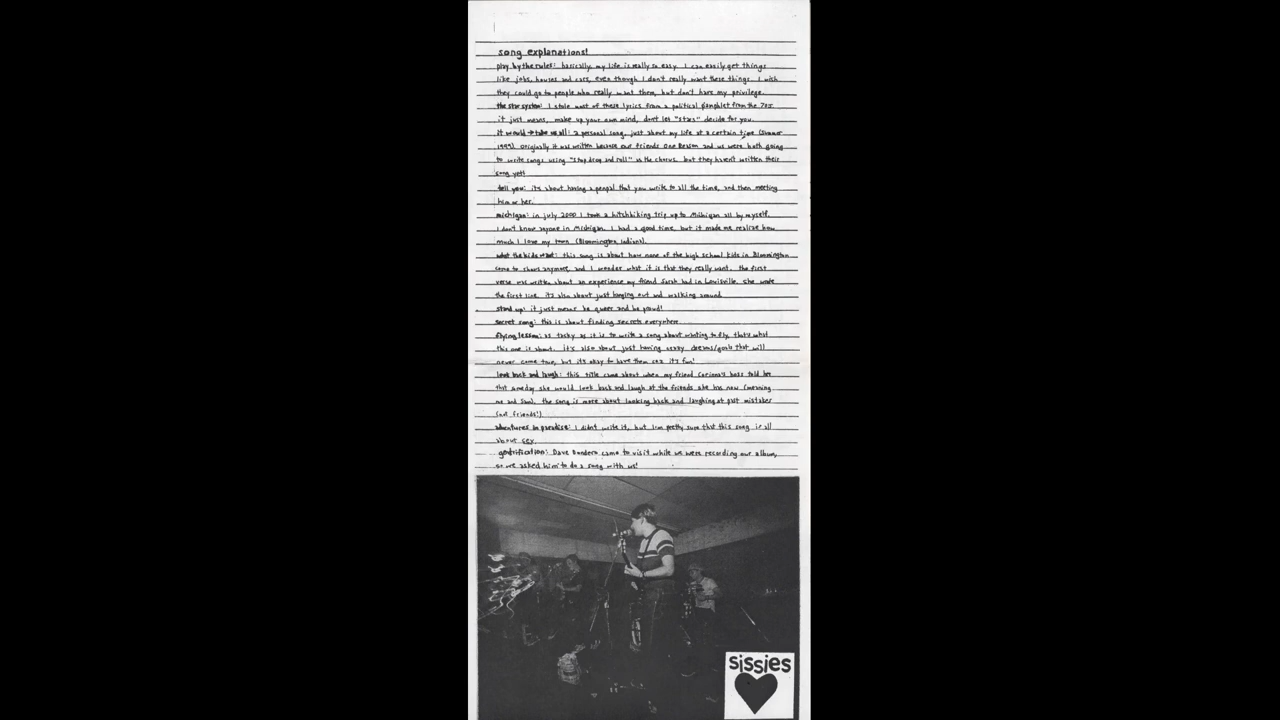 song explanations!
play by the rules: basically, my life is really so easy. I can easily get things
like jobs, houses and cars, even though I don't really want these things. I wish
they could go to people who really want them, but don't have my privilege.
the star system: I stole most of these lyrics from a political pamphlet from the 70s.
it just means, make up your own mind, don't let "stars" decide for you.
it would take us all: a personal song, just about my life at a certain time (Summer
1999). Originally it was written because our friends One Reason and us were both going
to write songs using "stop drop and roll" as the chorus, but they haven't written their
song yet!
tell you: it's about having a penpal that you write to all the time, and then meeting
him or her.
michigan: in july 2000 I took a hitchhiking trip up to Michigan all by myself.
I don't know anyone in Michigan. I had a good time, but it made me realize how
much I love my town (Bloomington, Indiana).
what the kids want: this song is about how none of the high school kids in Bloomington
come to shows anymore, and I wonder what it is that they really want. the first
verse was written about an experience my friend Sarah had in Louisville. she wrote
the first line. it's also about just hanging out and walking around
stand up: it just means be queer and be proud!
secret song: this is about finding secrets everywhere
flying lesson: as tacky as it is to write a song about wanting to fly, that's what
this one is about. it's also about just having crazy dreams/goals that will
never come true, but it's okay to have them coz it's fun!
look back and laugh: this title came about when my friend Corinna's boss told her
that someday she would look back and laugh at the friends she has now (meaning
me and Sam). the song is more about looking back and laughing at past mistakes
(not friends!)
adventures in paradise: I didn't write it, but I'm pretty sure that this song is all
about sex.
gentrification: Dave Dondero came to visit while we were recording our album,
so we asked him to do a song with us!
sissies